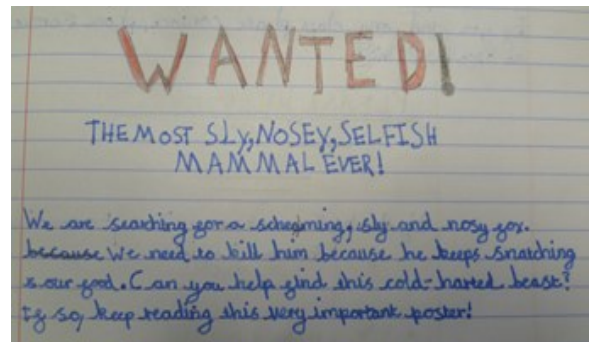 WANTED!
THE MOST SLy, NOSEY, SELFISH
MAMMAL EVER!
We are searching for a scheaming, sly and nosy fox.
because We need to kill him because he keeps snatching
our food. Can you help find this cold-harted beast?
If so, keep reading this very important poster!